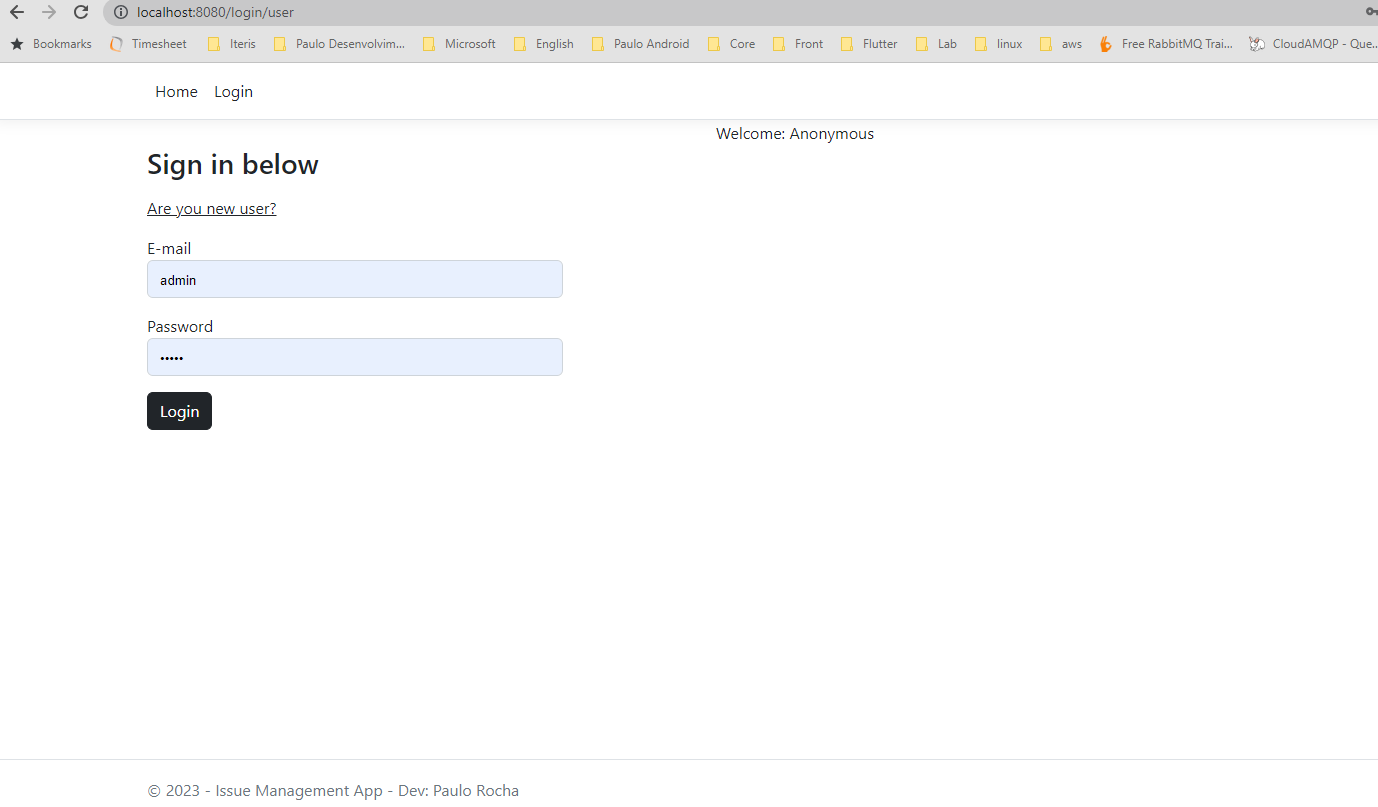 localhost:8080/login/user
Bookmarks Timesheet Iteris Paulo Desenvolvim... Microsoft English Paulo Android Core Front Flutter Lab linux aws Free RabbitMQ Trai... CloudAMQP - Que...
Home Login
Welcome: Anonymous
Sign in below
Are you new user?
E-mail
admin
Password
•••••
Login
© 2023 - Issue Management App - Dev: Paulo Rocha